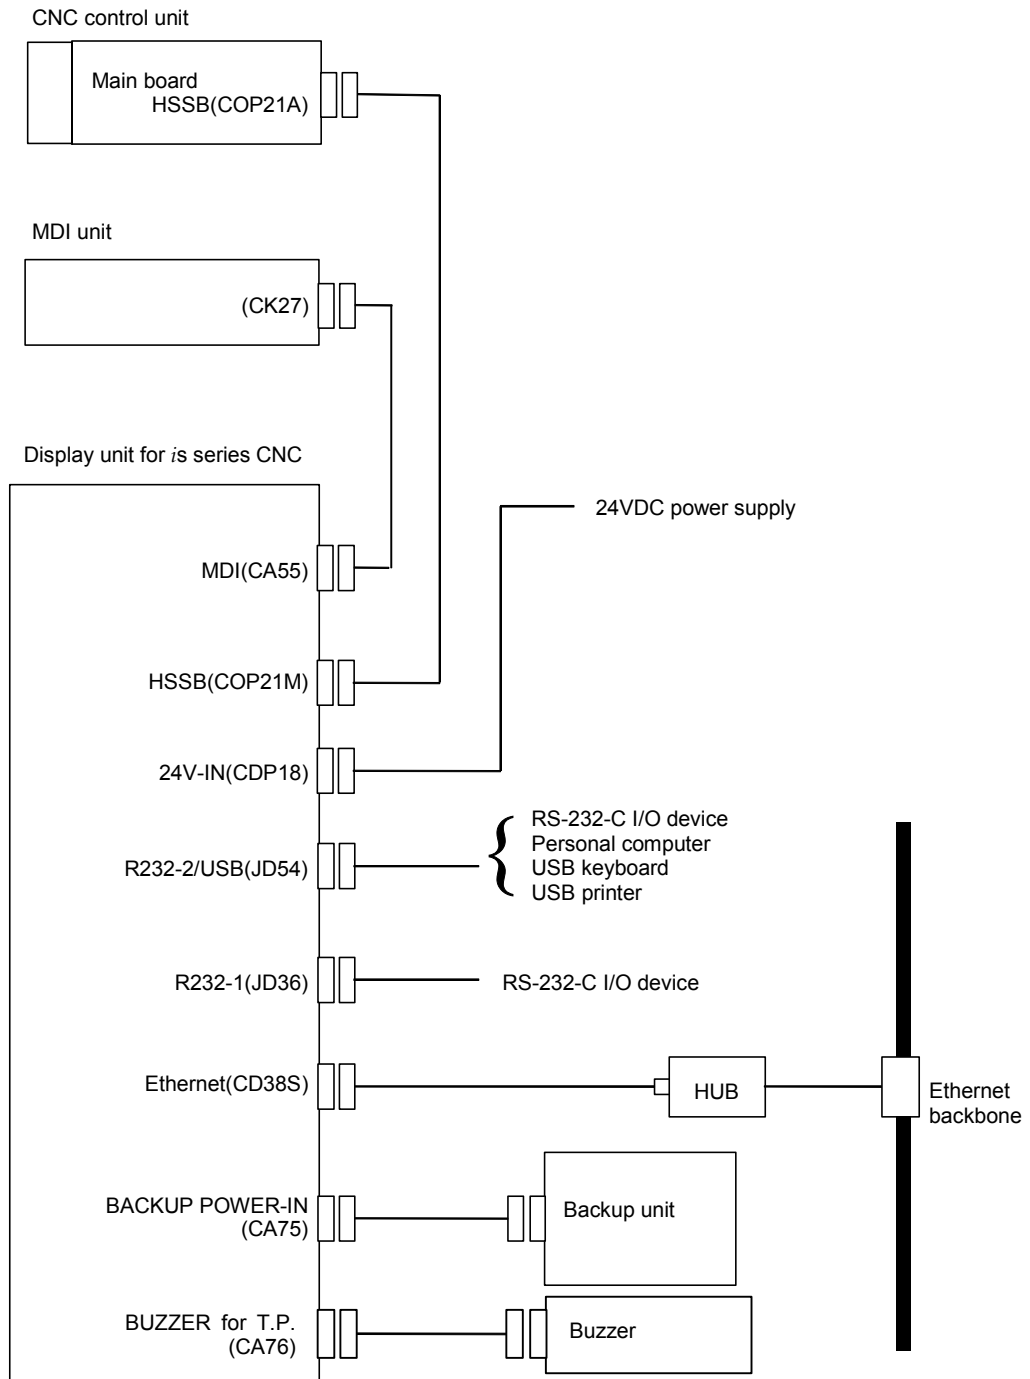 CNC control unit
Main board
HSSB(COP21A)
MDI unit
(CK27)
Display unit for is series CNC
24VDC power supply
MDI(CA55)
HSSB(COP21M)
24V-IN(CDP18)
RS-232-C I/O device
Personal computer
R232-2/USB(JD54)
USB keyboard
USB printer
R232-1(JD36)
RS-232-C I/O device
Ethernet(CD38S)
HUB
Ethernet
backbone
BACKUP POWER-IN
(CA75)
Backup unit
BUZZER for T.P.
(CA76)
Buzzer